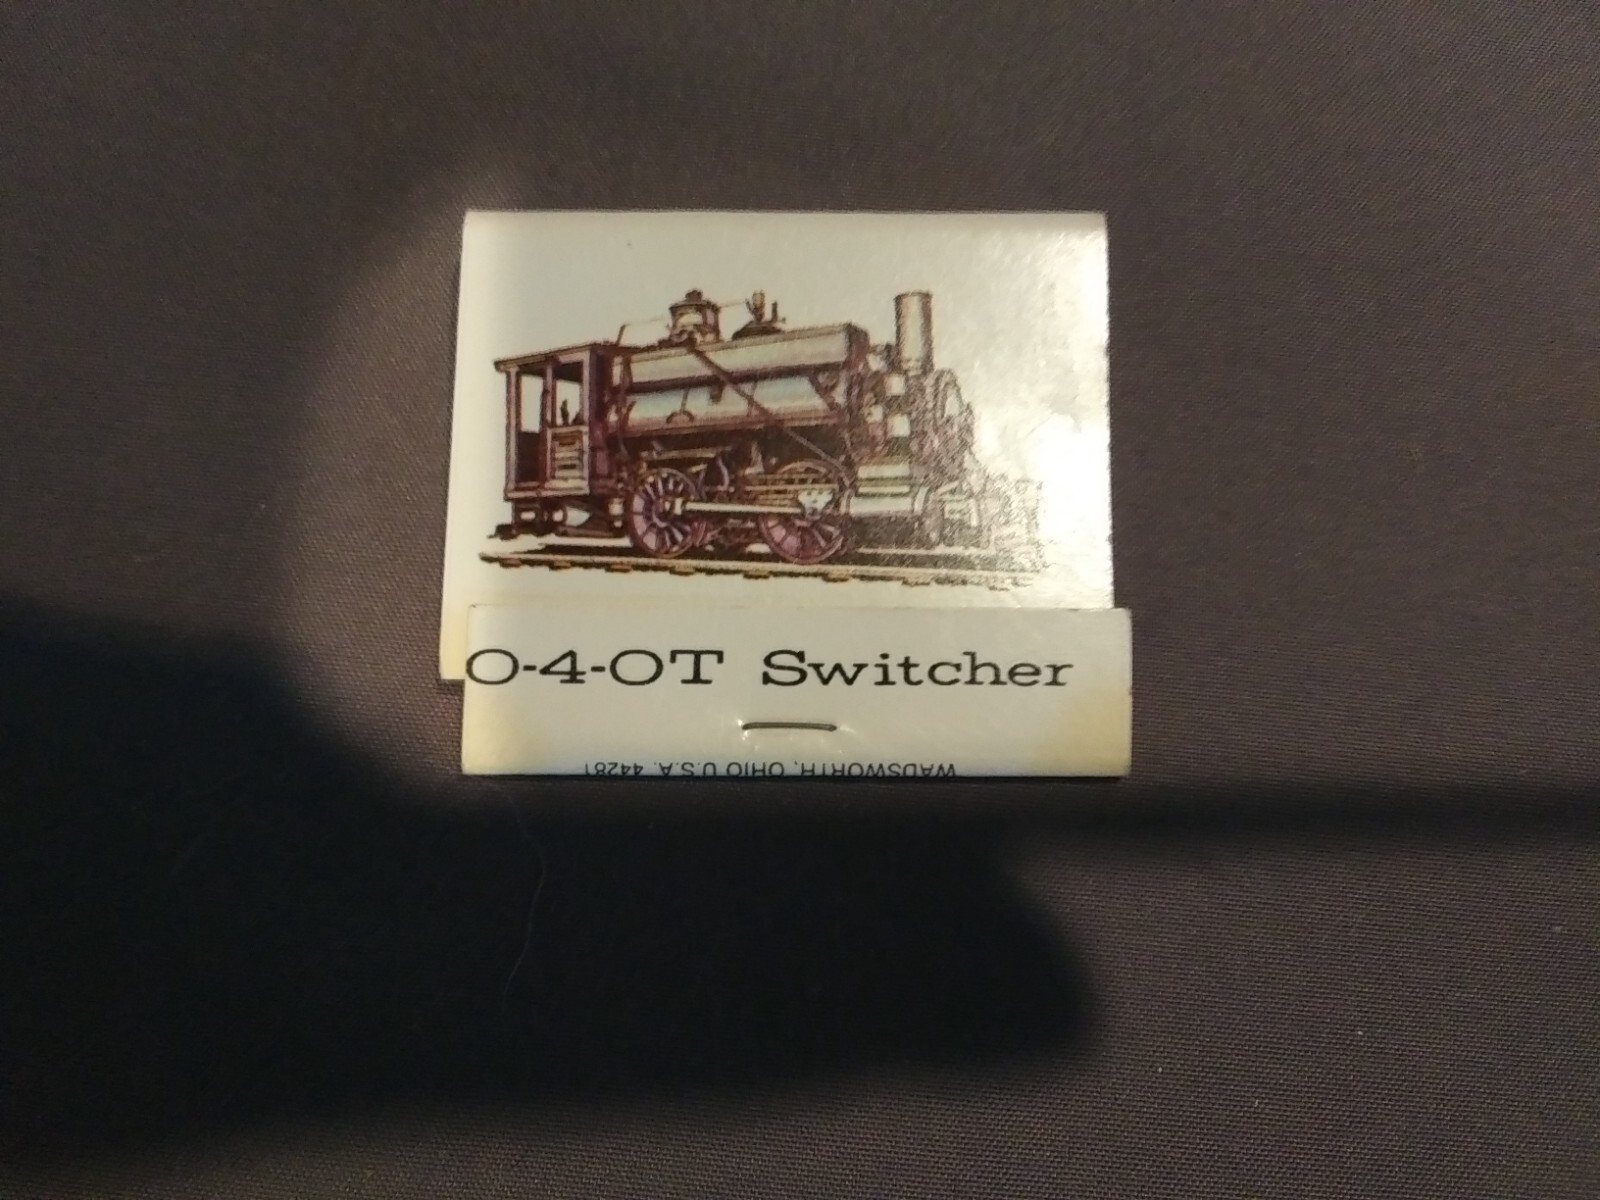 0-4-0T Switcher
WADSWORTH, OHIO U.S.A. 44281